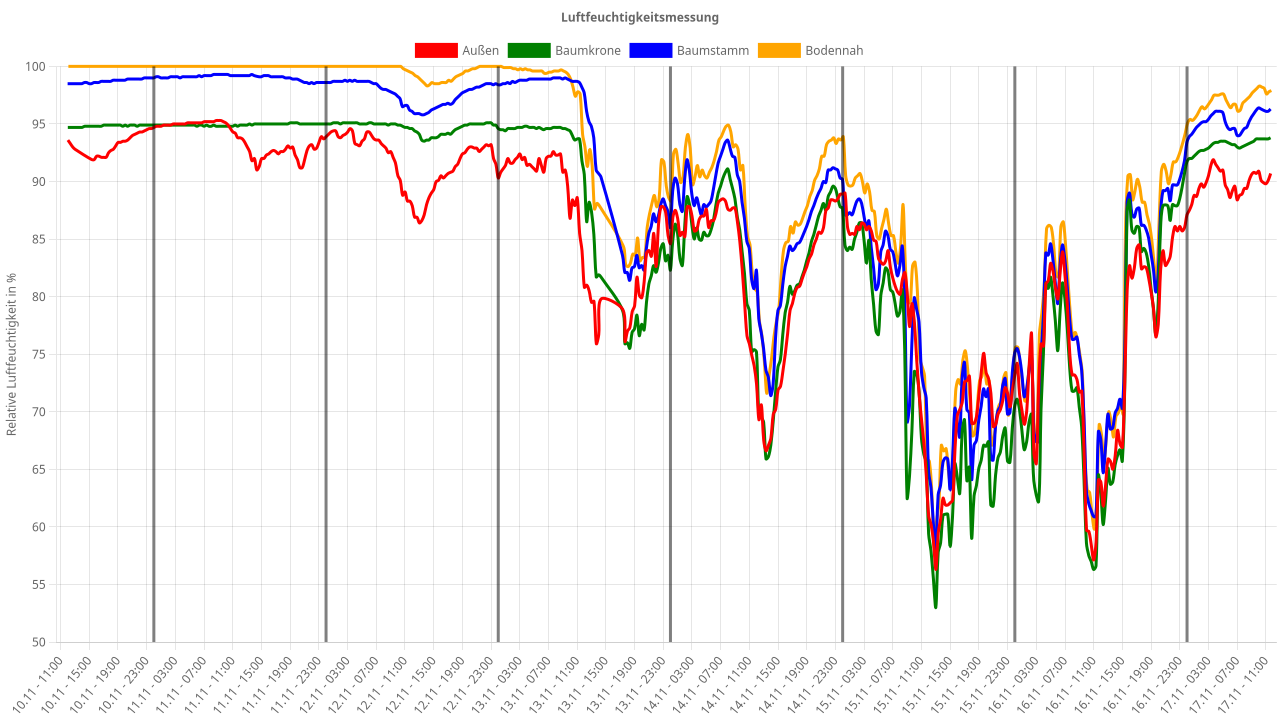 Luftfeuchtigkeitsmessung
Außen Baumkrone Baumstamm Bodennah
Relative Luftfeuchtigkeit in %
100
95
90
85
80
75
70
65
60
55
50
10.11 - 11:00
10.11 - 15:00
10.11 - 19:00
10.11 - 23:00
11.11 - 03:00
11.11 - 07:00
11.11 - 11:00
11.11 - 15:00
11.11 - 19:00
11.11 - 23:00
12.11 - 03:00
12.11 - 07:00
12.11 - 11:00
12.11 - 15:00
12.11 - 19:00
12.11 - 23:00
13.11 - 03:00
13.11 - 07:00
13.11 - 11:00
13.11 - 15:00
13.11 - 19:00
13.11 - 23:00
14.11 - 03:00
14.11 - 07:00
14.11 - 11:00
14.11 - 15:00
14.11 - 19:00
14.11 - 23:00
15.11 - 03:00
15.11 - 07:00
15.11 - 11:00
15.11 - 15:00
15.11 - 19:00
15.11 - 23:00
16.11 - 03:00
16.11 - 07:00
16.11 - 11:00
16.11 - 15:00
16.11 - 19:00
16.11 - 23:00
17.11 - 03:00
17.11 - 07:00
17.11 - 11:00